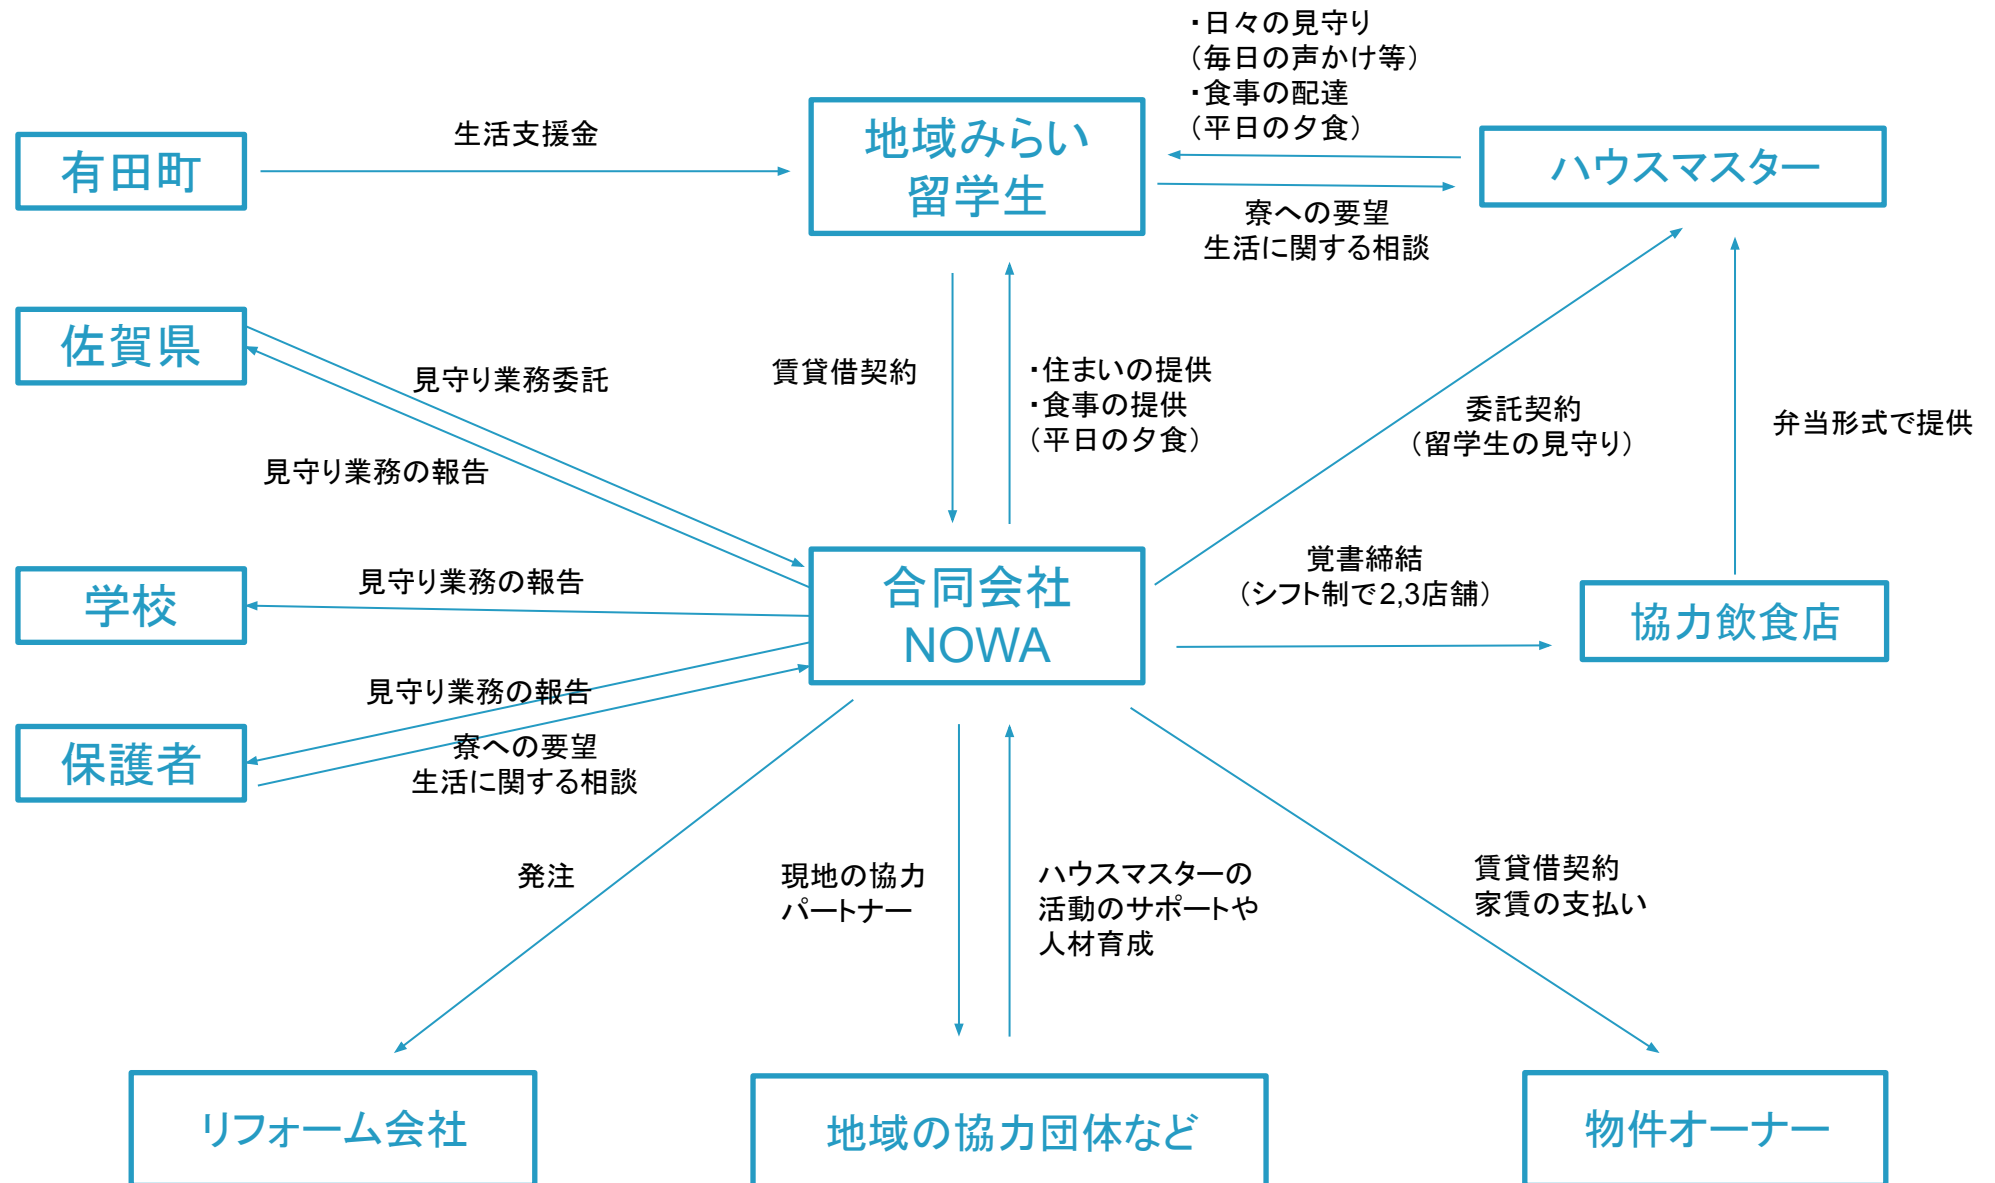 ・日々の見守り
（毎日の声かけ等）
・食事の配達
（平日の夕食）
有田町
生活支援金
地域みらい
留学生
ハウスマスター
寮への要望
生活に関する相談
佐賀県
見守り業務委託
見守り業務の報告
賃貸借契約
・住まいの提供
・食事の提供
（平日の夕食）
委託契約
（留学生の見守り）
弁当形式で提供
学校
見守り業務の報告
合同会社
NOWA
覚書締結
（シフト制で2,3店舗）
協力飲食店
保護者
見守り業務の報告
寮への要望
生活に関する相談
発注
現地の協力
パートナー
ハウスマスターの
活動のサポートや
人材育成
賃貸借契約
家賃の支払い
リフォーム会社
地域の協力団体など
物件オーナー